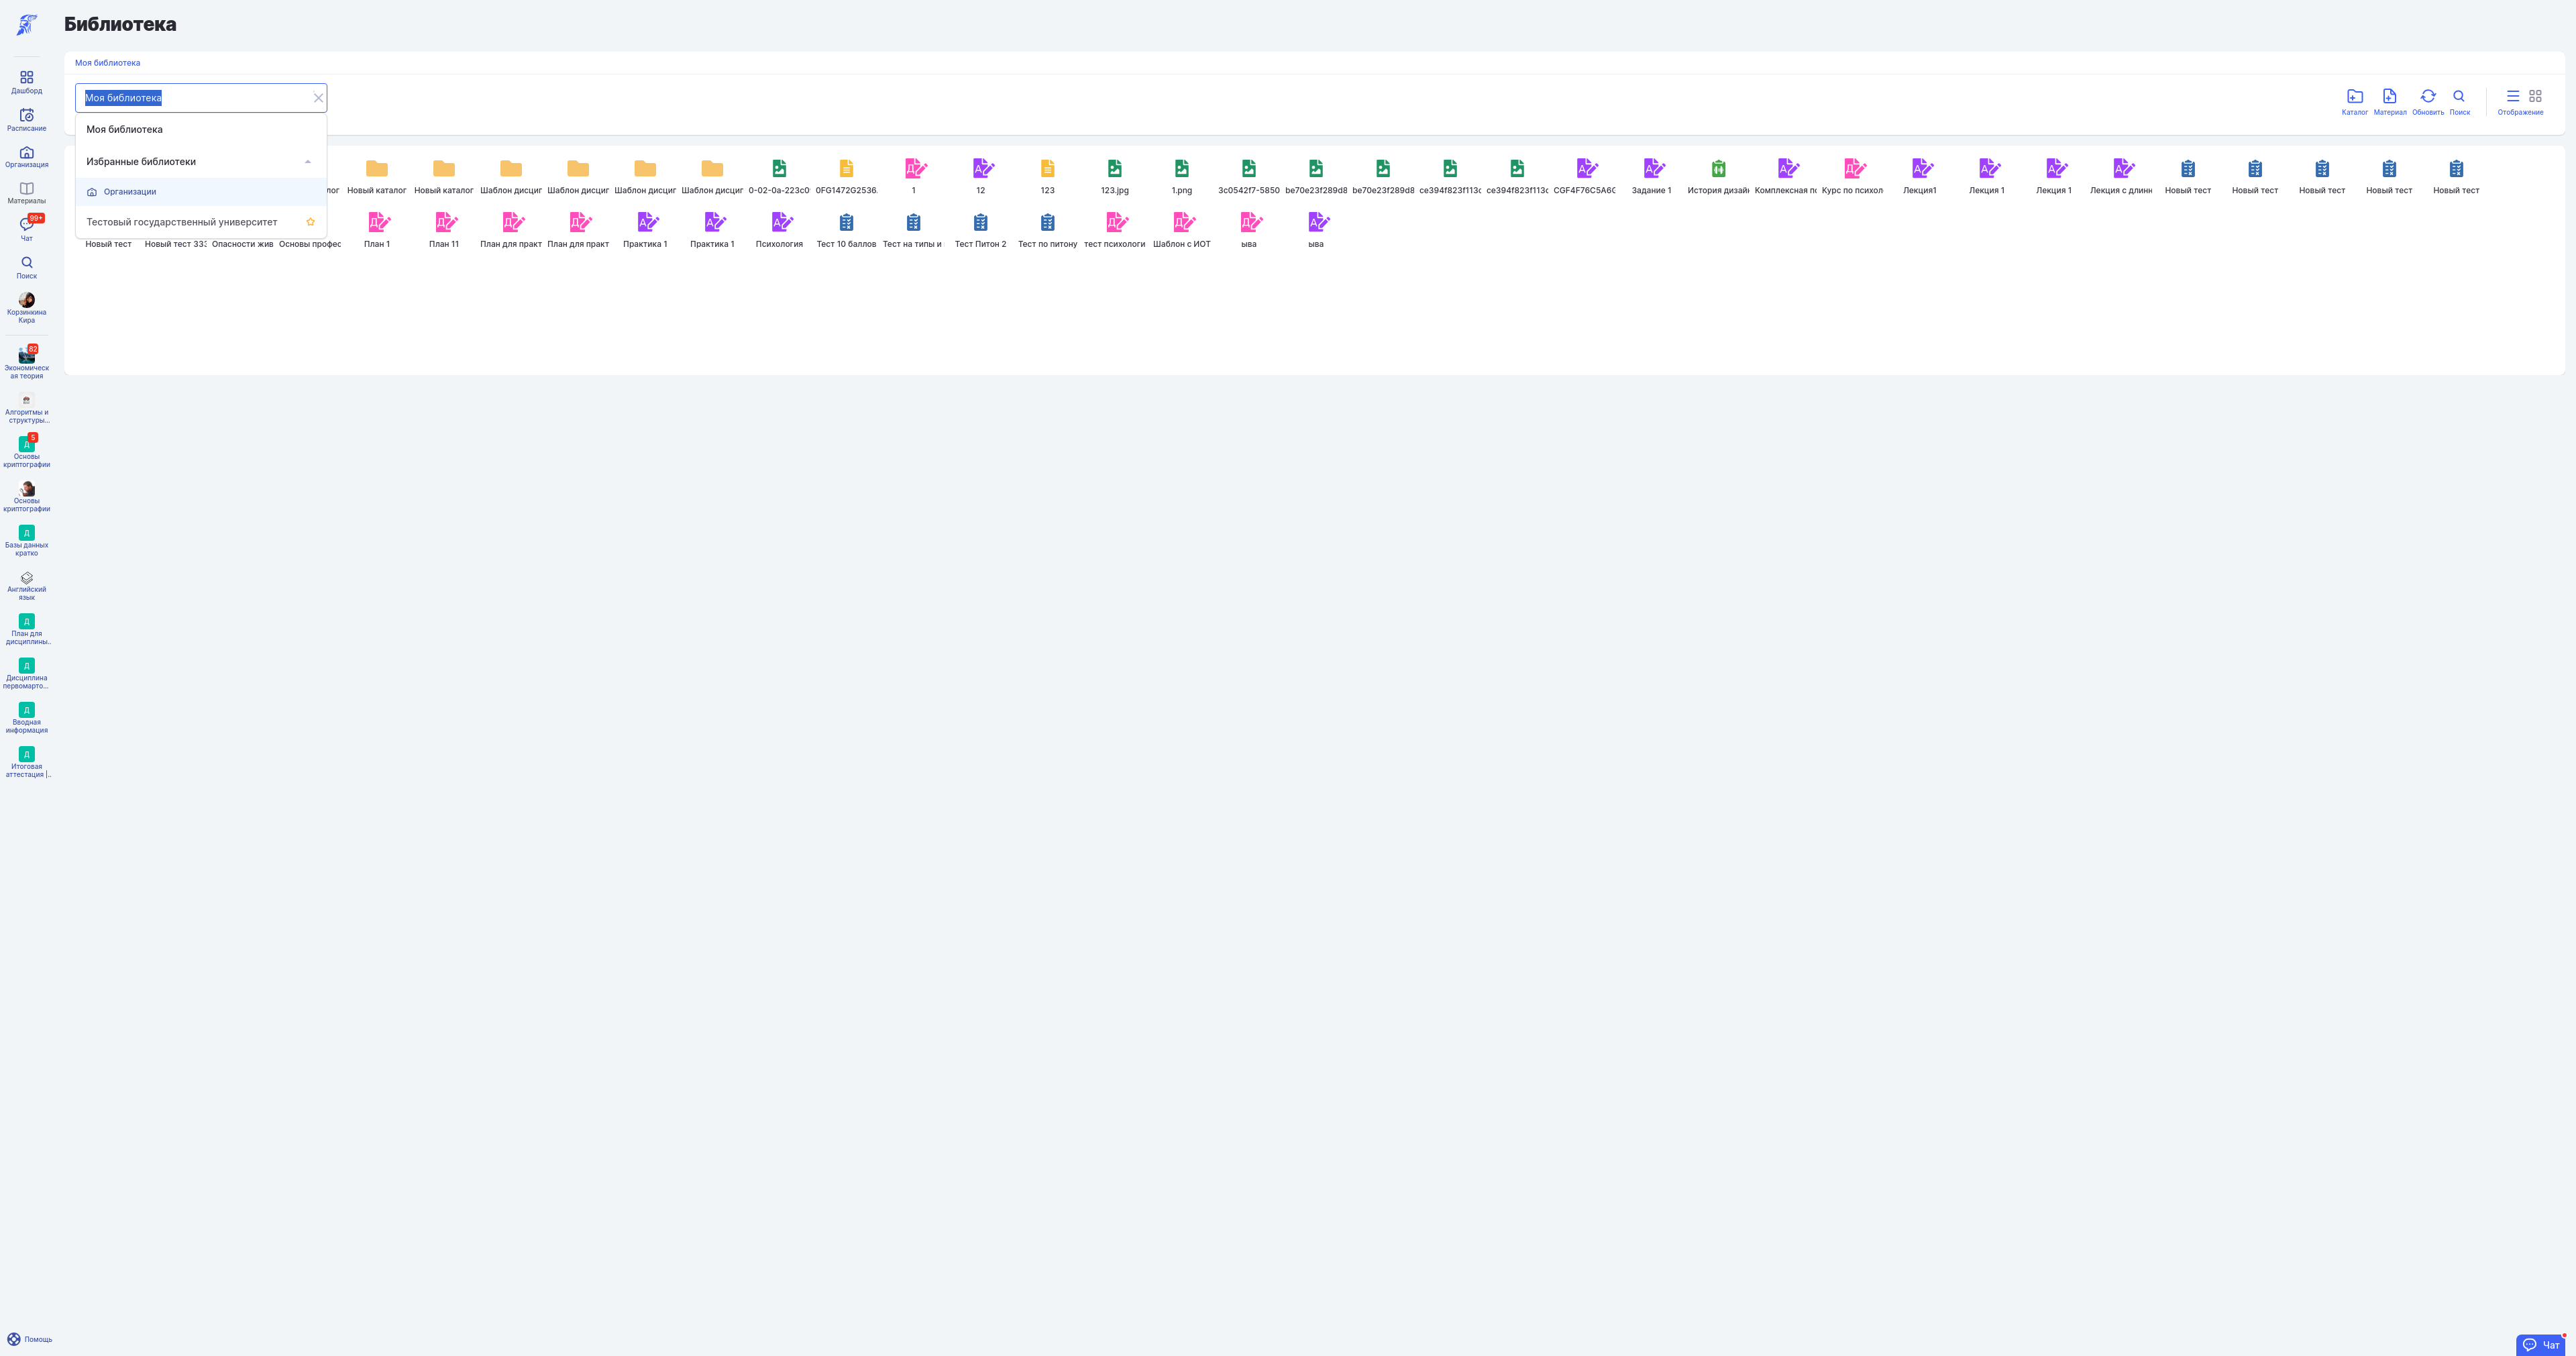 Библиотека
Моя библиотека
Моя библиотека
Моя библиотека
Избранные библиотеки
Организации
Тестовый государственный университет
Каталог
Материал
Обновить
Поиск
Отображение
Дашборд
Расписание
Организация
Материалы
99+
Чат
Поиск
Корзинкина
Кира
82
Экономическ
ая теория
Алгоритмы и
структуры...
5
Д
Основы
криптографии
Основы
криптографии
Д
Базы данных
кратко
Английский
язык
Д
План для
дисциплины..
Д
Дисциплина
первомарто...
Д
Вводная
информация
Д
Итоговая
аттестация |..
Помощь
лог
Новый каталог
Новый каталог
Шаблон дисциг
Шаблон дисциг
Шаблон дисциг
Шаблон дисциг
0-02-0a-223c0
0FG1472G2536.
1
12
123
123.jpg
1.png
3c0542f7-5850
be70e23f289d8
be70e23f289d8
ce394f823f113c
ce394f823f113c
CGF4F76C5A6C
Задание 1
История дизай
Комплексная пс
Курс по психол
Лекция1
Лекция 1
Лекция 1
Лекция с длинн
Новый тест
Новый тест
Новый тест
Новый тест
Новый тест
Новый тест
Новый тест 333
Опасности жив
Основы профес
План 1
План 11
План для практ
План для практ
Практика 1
Практика 1
Психология
Тест 10 баллов
Тест на типы и
Тест Питон 2
Тест по питону
тест психологи
Шаблон с ИОТ
ыва
ыва
Чат